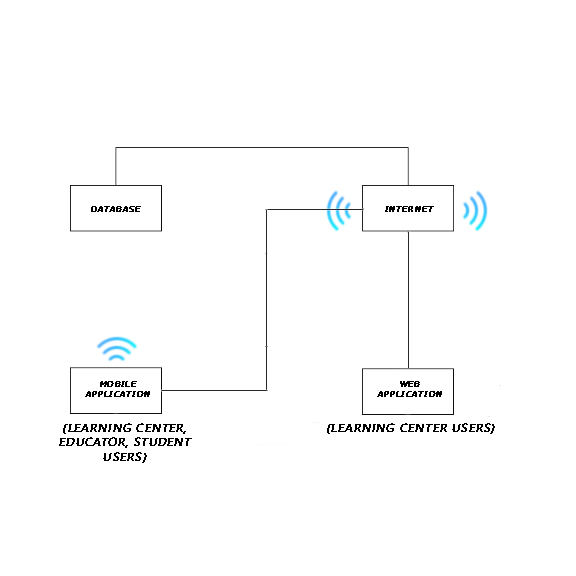 DATABASE
INTERNET
MOBILE
APPLICATION
WEB
APPLICATION
(LEARNING CENTER,
EDUCATOR, STUDENT
USERS)
(LEARNING CENTER USERS)